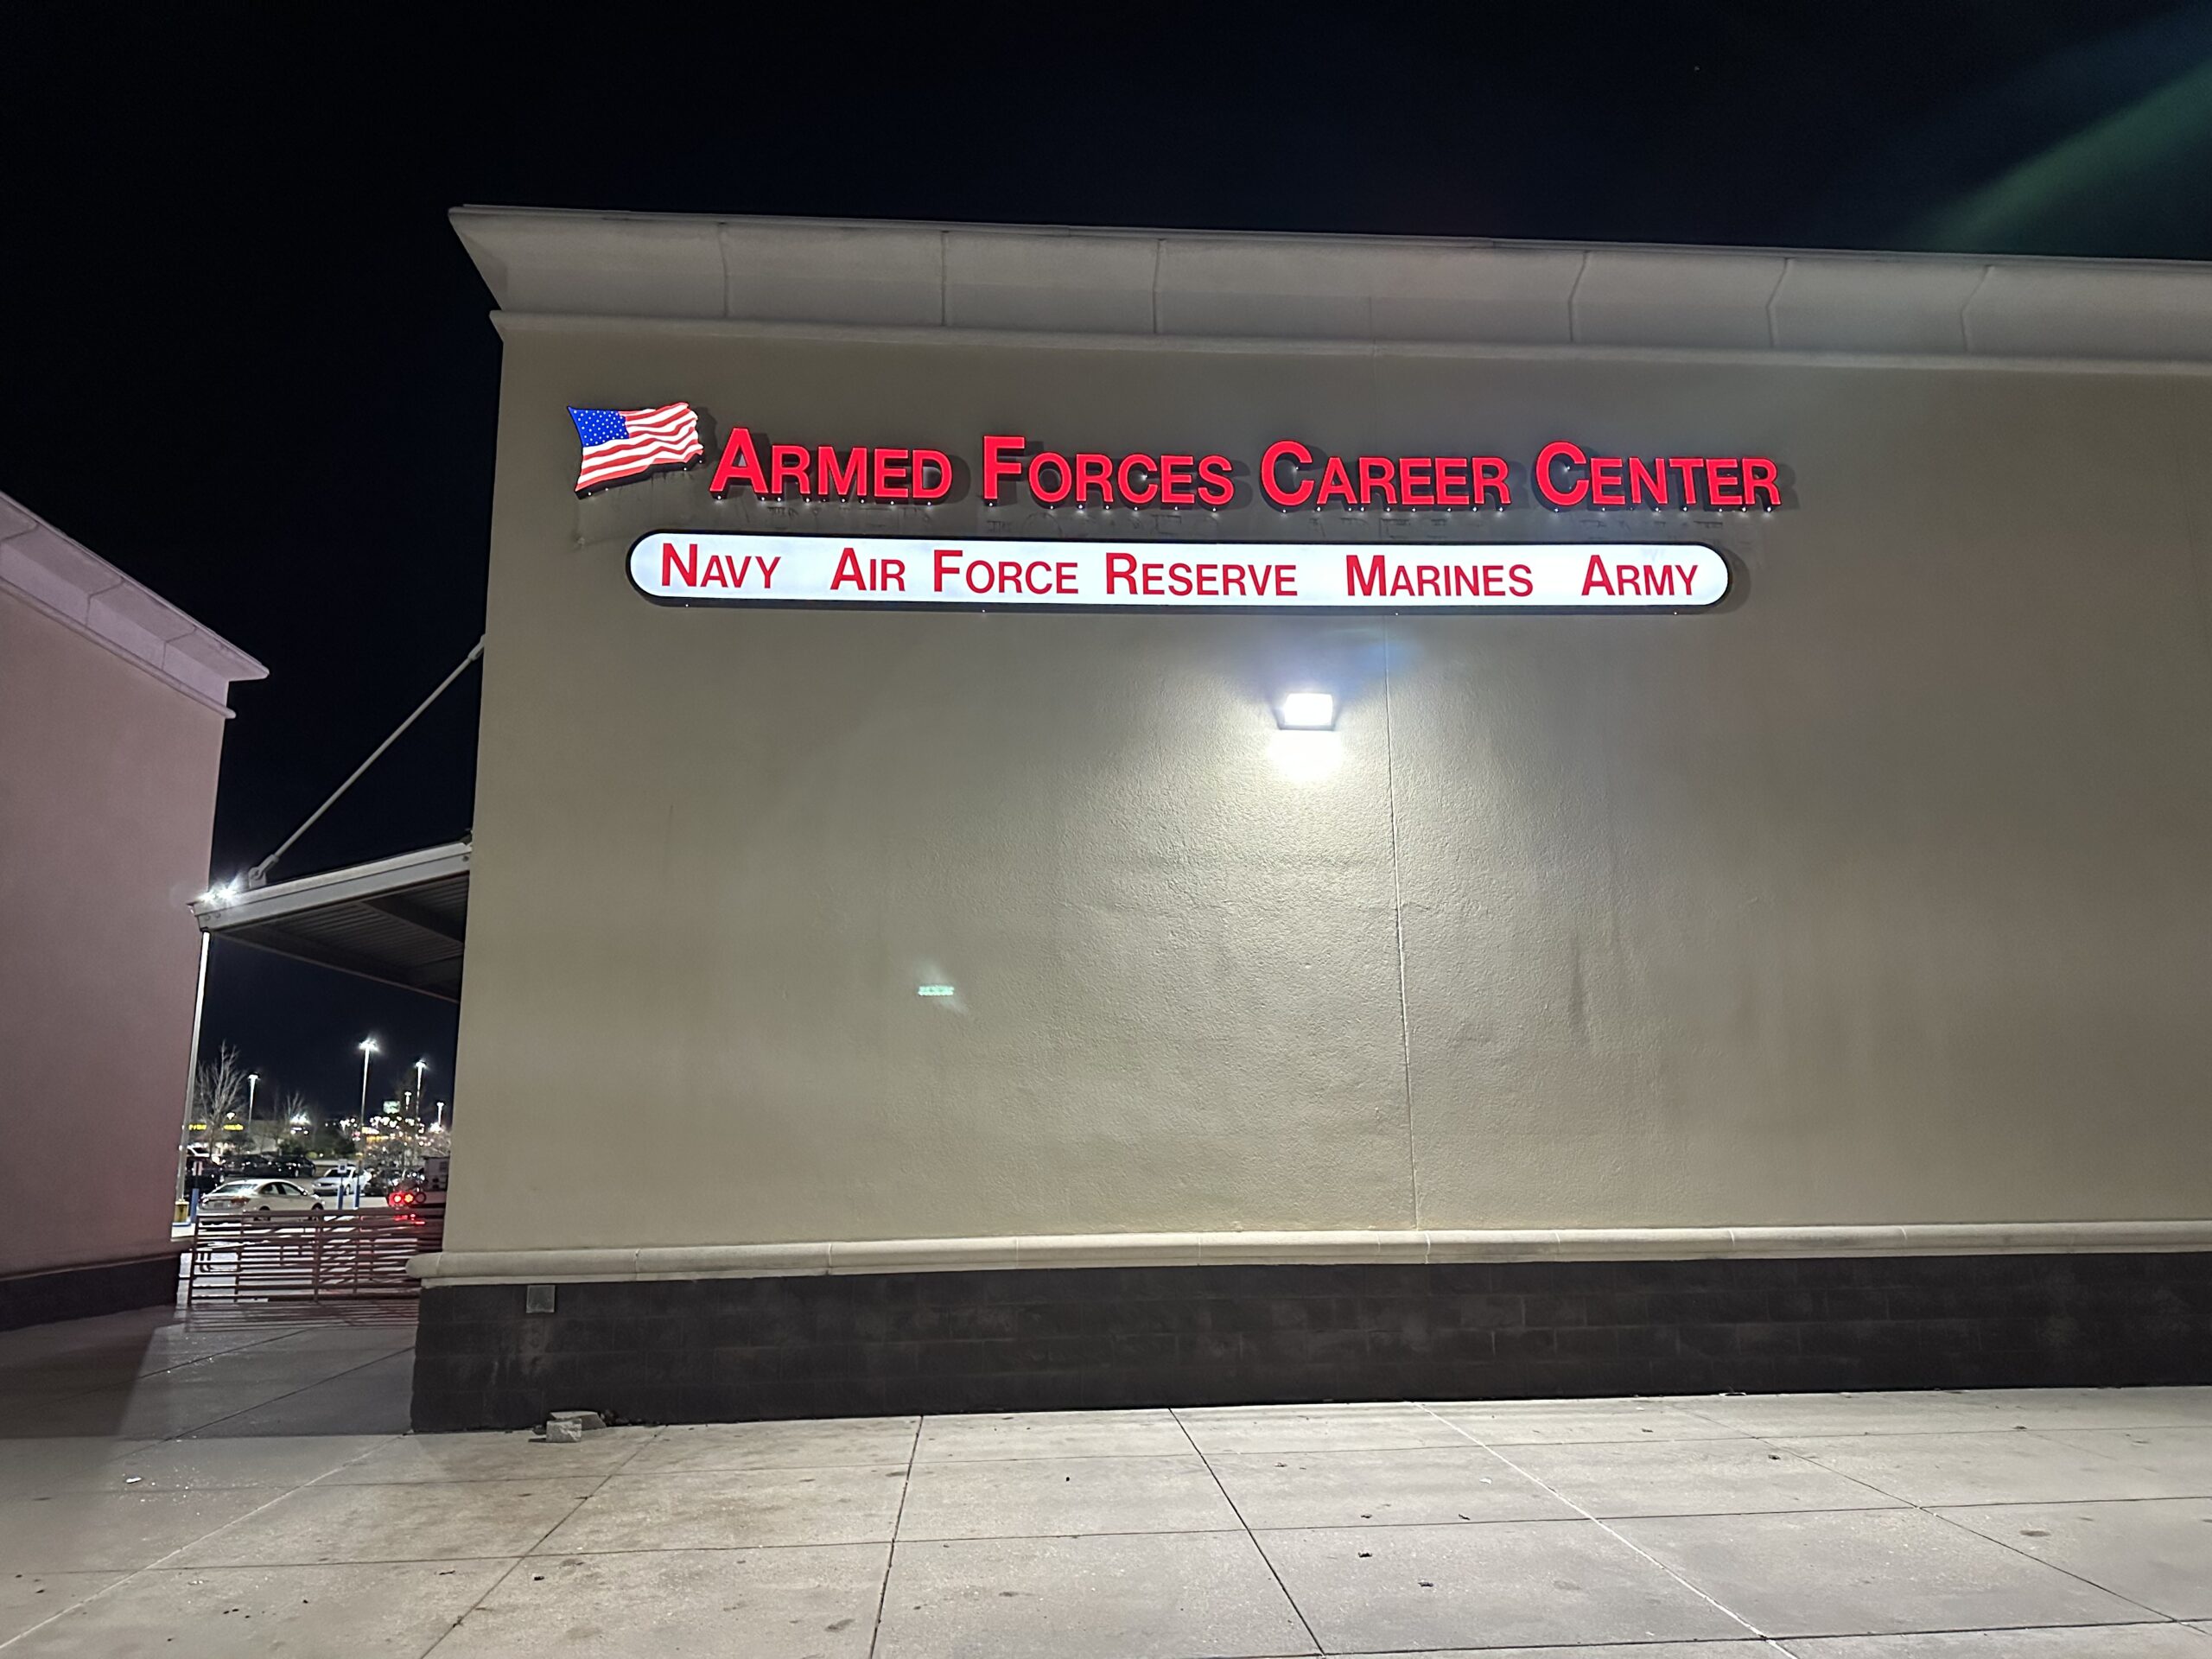 ARMED FORCES CAREER CENTER
NAVY AIR FORCE RESERVE MARINES ARMY